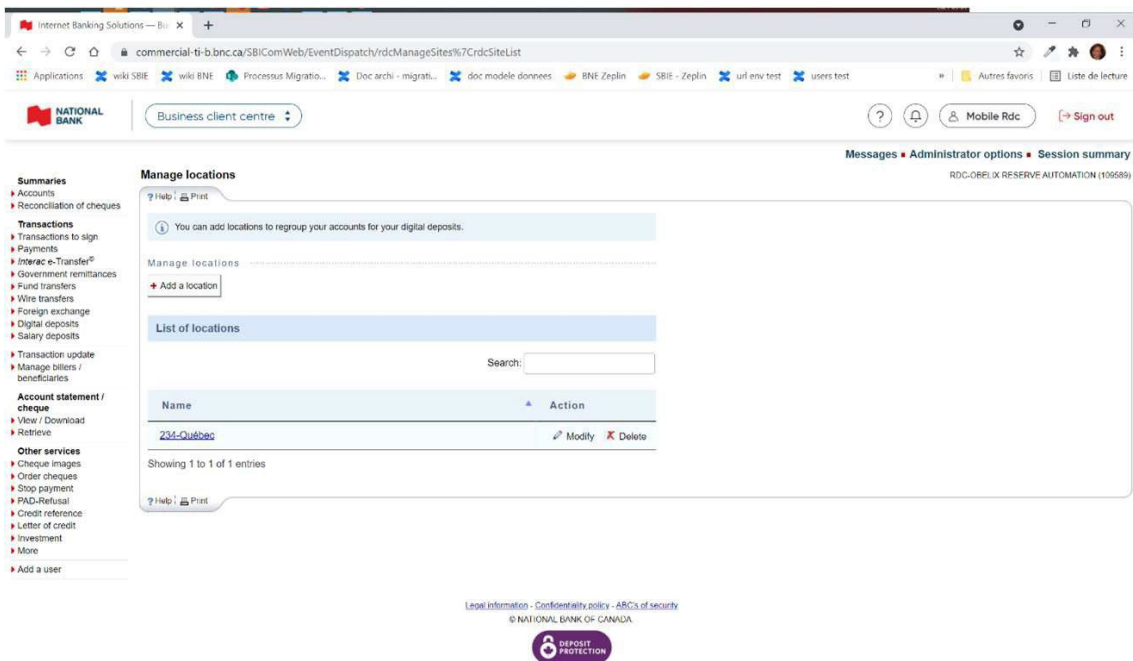 Internet Banking Solutions — Bu
commercial-ti-b.bnc.ca/SBIComWeb/EventDispatch/rdcManageSites%7CrdcSiteList
Applications wiki SBIE wiki BNE Processus Migratio... Doc archi - migrati... doc modele donnees BNE Zeplin SBIE - Zeplin url env test users test » Autres favoris Liste de lecture
NATIONAL
BANK
Business client centre
? Mobile Rdc Sign out
Messages Administrator options Session summary
RDC-OBELIX RESERVE AUTOMATION (109589)
Summaries
Accounts
Reconciliation of cheques
Transactions
Transactions to sign
Payments
Interac e-Transfer®
Government remittances
Fund transfers
Wire transfers
Foreign exchange
Digital deposits
Salary deposits
Transaction update
Manage billers /
beneficiaries
Account statement /
cheque
View / Download
Retrieve
Other services
Cheque images
Order cheques
Stop payment
PAD-Refusal
Credit reference
Letter of credit
Investment
More
Add a user
Manage locations
? Help Print
You can add locations to regroup your accounts for your digital deposits.
Manage locations
+ Add a location
List of locations
Search:
Name Action
234-Québec Modify Delete
Showing 1 to 1 of 1 entries
? Help Print
Legal information - Confidentiality policy - ABC's of security
© NATIONAL BANK OF CANADA
DEPOSIT
PROTECTION